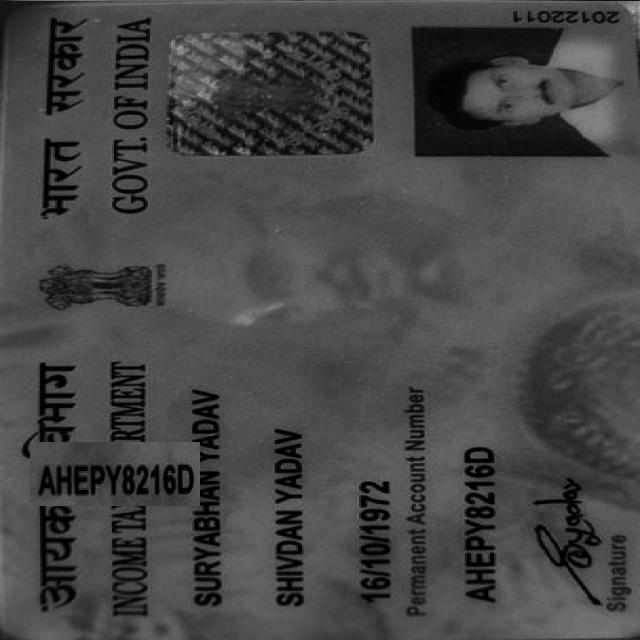 आयकर विभाग
INCOME TAX DEPARTMENT
भारत सरकार
GOVT. OF INDIA
AHEPY8216D
SURYABHAN YADAV
SHIVDAN YADAV
16/10/1972
Permanent Account Number
AHEPY8216D
Signature
20122011